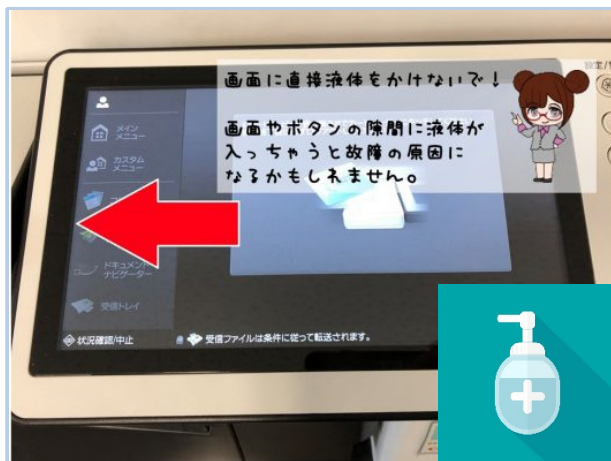 画面に直接液体をかけないで!
画面やボタンの隙間に液体が
入っちゃうと故障の原因に
なるかもしれません。
メイン
メニュー
カスタム
メニュー
ドキュメント
ナビゲーター
受信トレイ
状況確認/中止
受信ファイルは条件に従って転送されます。